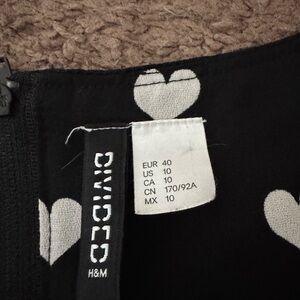 DIVIDED
H&M
EUR 40
US 10
CA 10
CN 170/92A
MX 10